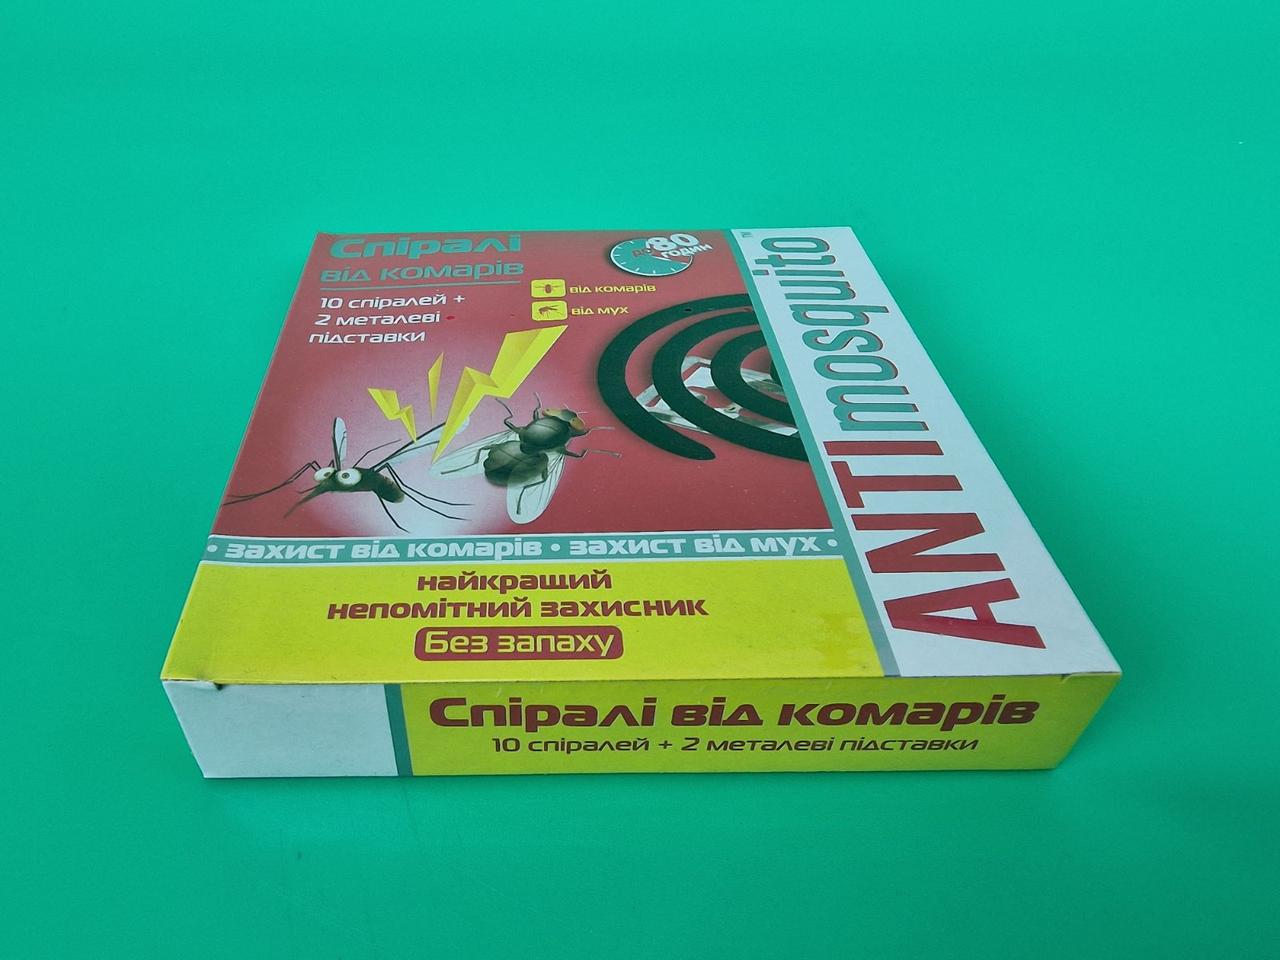 Спіралі
від комарів
10 спіралей +
2 металеві
підставки
до 80
годин
від комарів
від мух
ANTImosquito
TM
• захист від комарів • захист від мух •
найкращий
непомітний захисник
Без запаху
Спіралі від комарів
10 спіралей + 2 металеві підставки